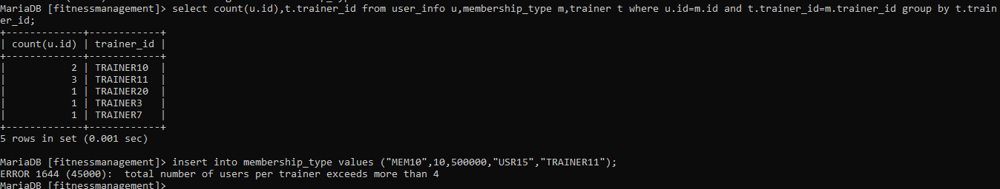 MariaDB [fitnessmanagement]> select count(u.id),t.trainer_id from user_info u,membership_type m,trainer t where u.id=m.id and t.trainer_id=m.trainer_id group by t.train
er_id;
+-------------+------------+
| count(u.id) | trainer_id |
+-------------+------------+
|           2 | TRAINER10  |
|           3 | TRAINER11  |
|           1 | TRAINER20  |
|           1 | TRAINER3   |
|           1 | TRAINER7   |
+-------------+------------+
5 rows in set (0.001 sec)
MariaDB [fitnessmanagement]> insert into membership_type values ("MEM10",10,500000,"USR15","TRAINER11");
ERROR 1644 (45000):  total number of users per trainer exceeds more than 4
MariaDB [fitnessmanagement]>